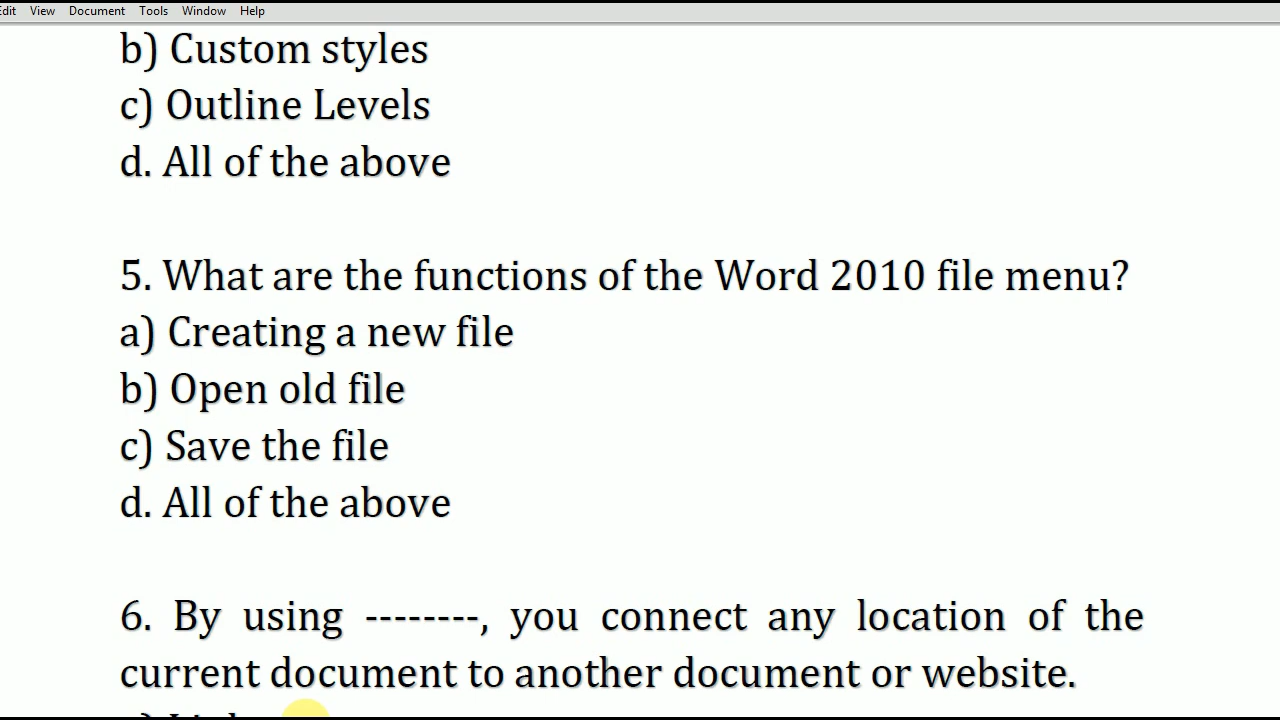 Edit View Document Tools Window Help
b) Custom styles
c) Outline Levels
d. All of the above
5. What are the functions of the Word 2010 file menu?
a) Creating a new file
b) Open old file
c) Save the file
d. All of the above
6. By using --------, you connect any location of the
current document to another document or website.